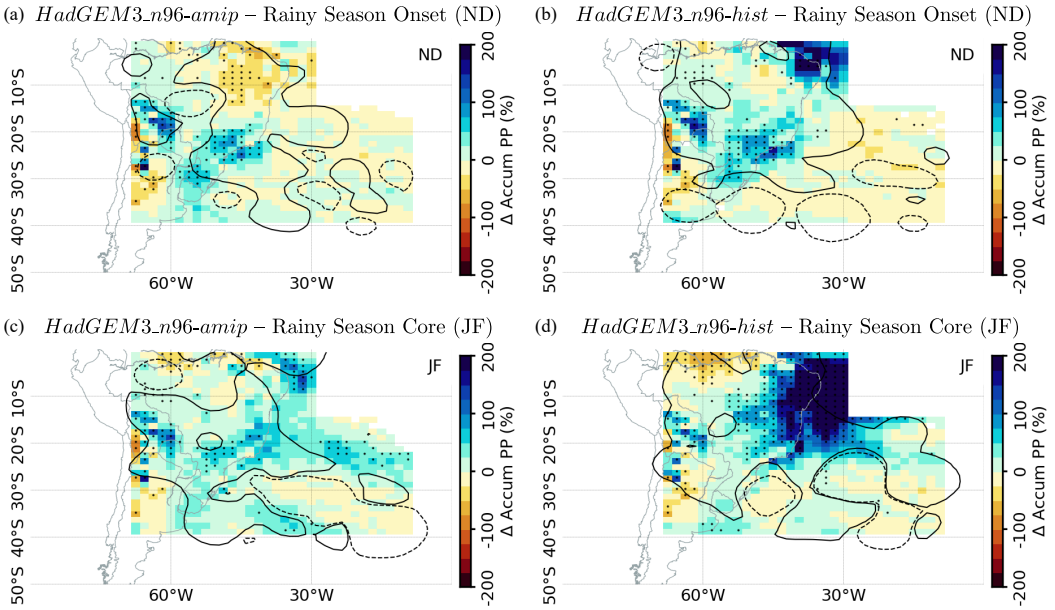 (a) HadGEM3_n96-amip – Rainy Season Onset (ND)
ND
10°S
20°S
30°S
40°S
50°S
60°W
30°W
200
100
0
-100
-200
Δ Accum PP (%)
(b) HadGEM3_n96-hist – Rainy Season Onset (ND)
ND
10°S
20°S
30°S
40°S
50°S
60°W
30°W
200
100
0
-100
-200
Δ Accum PP (%)
(c) HadGEM3_n96-amip – Rainy Season Core (JF)
JF
10°S
20°S
30°S
40°S
50°S
60°W
30°W
200
100
0
-100
-200
Δ Accum PP (%)
(d) HadGEM3_n96-hist – Rainy Season Core (JF)
JF
10°S
20°S
30°S
40°S
50°S
60°W
30°W
200
100
0
-100
-200
Δ Accum PP (%)